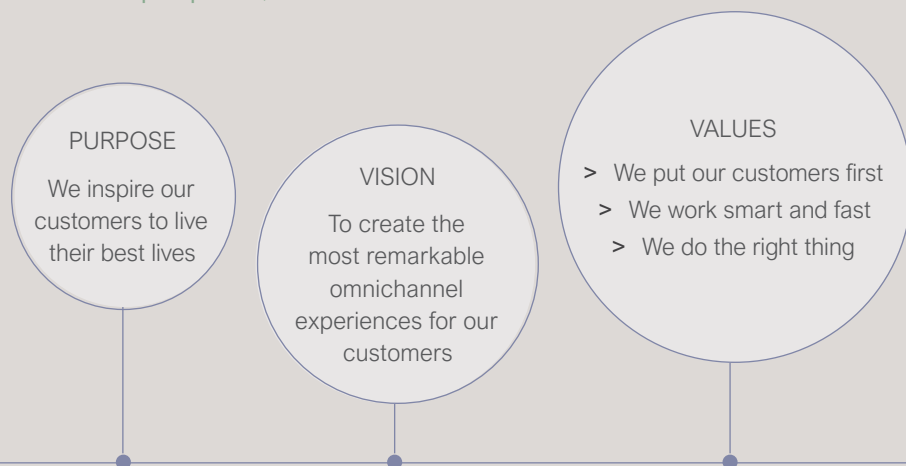 PURPOSE
We inspire our
customers to live
their best lives
VISION
To create the
most remarkable
omnichannel
experiences for our
customers
VALUES
> We put our customers first
> We work smart and fast
> We do the right thing